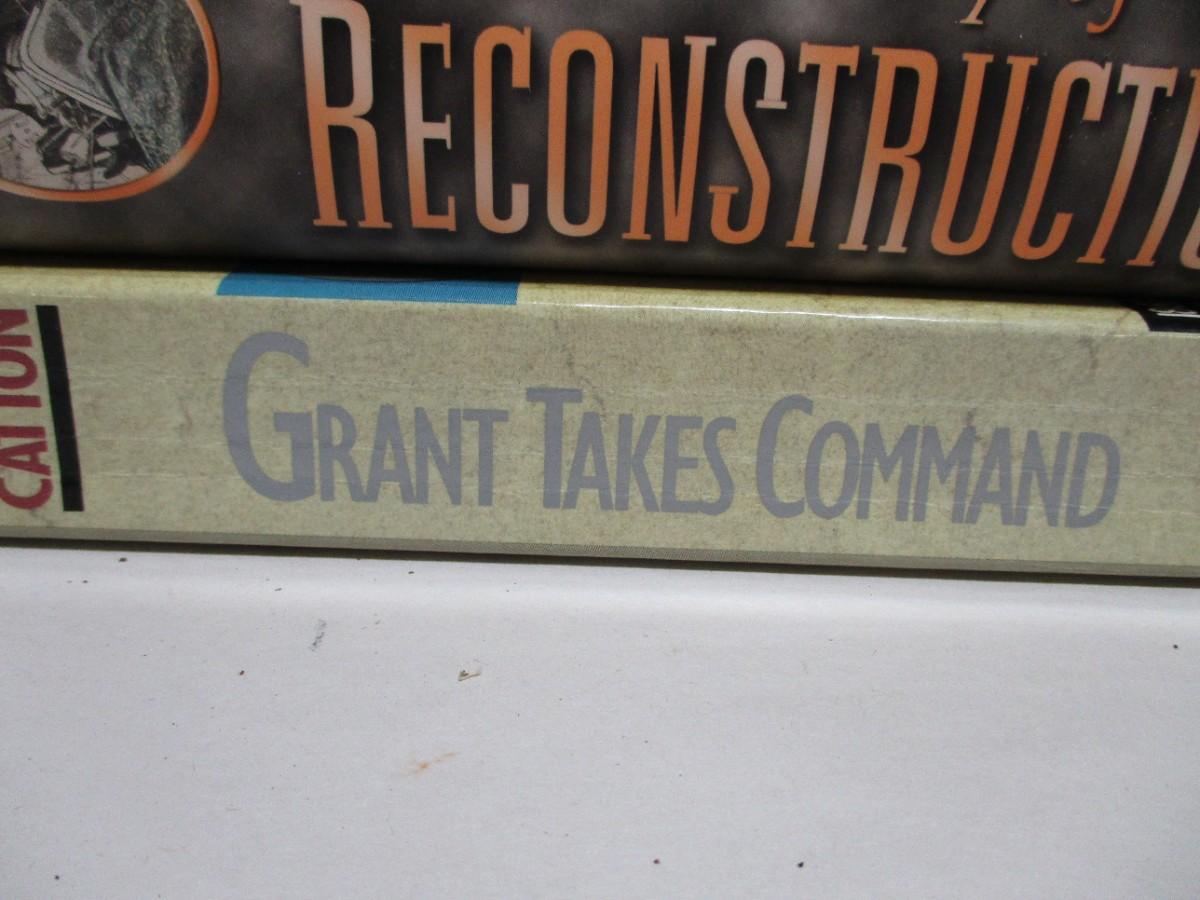 RECONSTRUCTI
CATTON
GRANT TAKES COMMAND